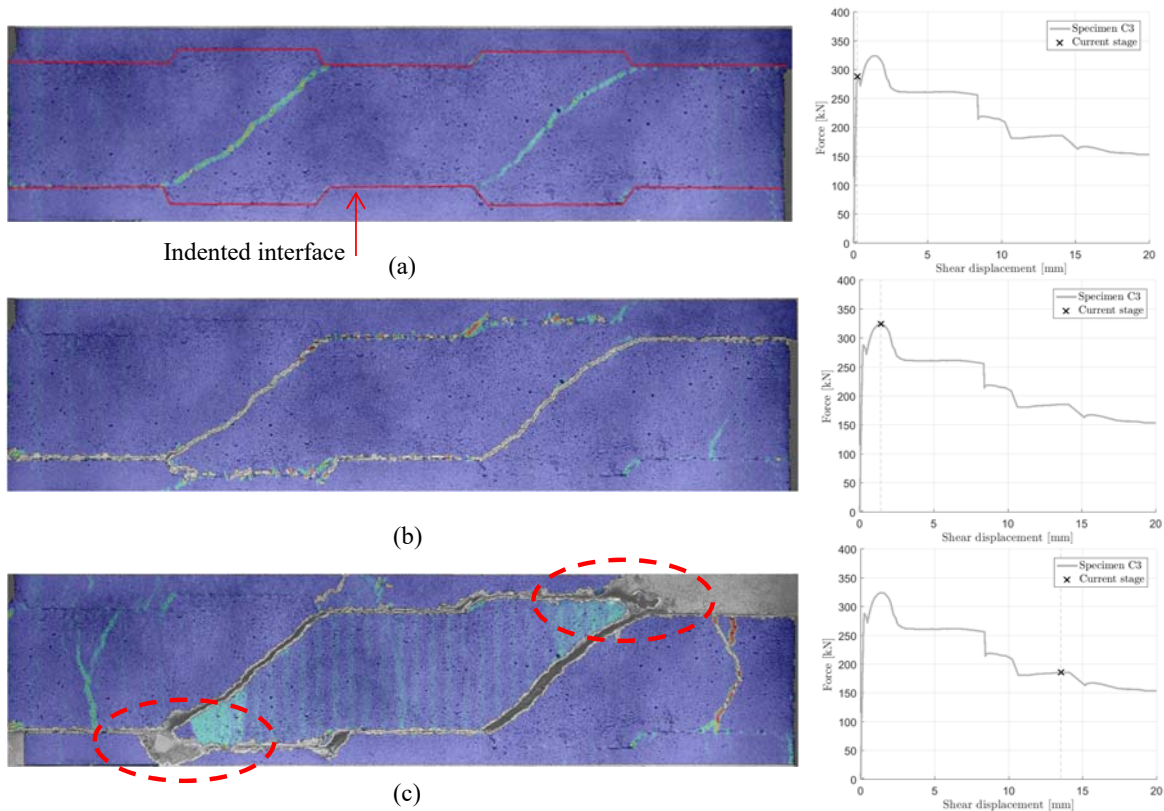 400
350
300
250
200
150
100
50
0
Force [kN]
Specimen C3
Current stage
0
5
10
15
20
Shear displacement [mm]
Indented interface
(a)
400
350
300
250
200
150
100
50
0
Force [kN]
Specimen C3
Current stage
0
5
10
15
20
Shear displacement [mm]
(b)
400
350
300
250
200
150
100
50
0
Force [kN]
Specimen C3
Current stage
0
5
10
15
20
Shear displacement [mm]
(c)